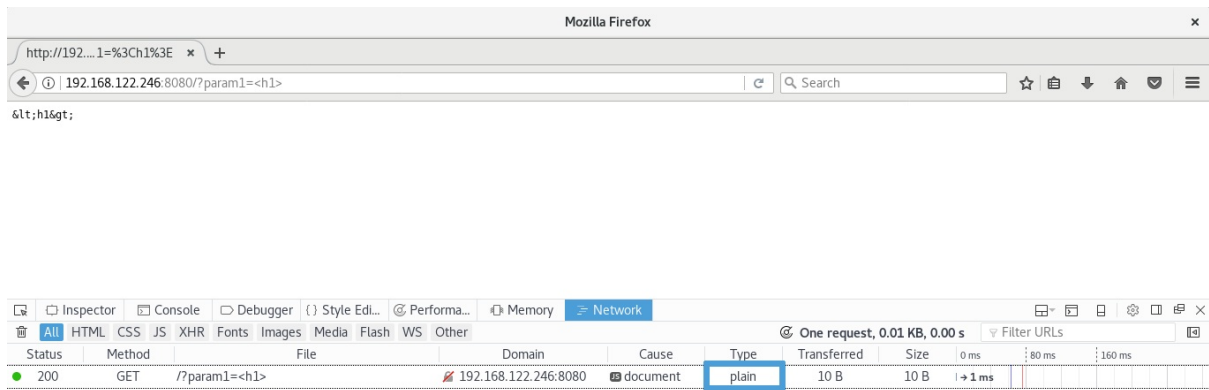 Mozilla Firefox ×
http://192....1=%3Ch1%3E × +
192.168.122.246:8080/?param1=<h1> Search
&lt;h1&gt;
Inspector Console Debugger {} Style Edi... Performa... Memory Network
All HTML CSS JS XHR Fonts Images Media Flash WS Other One request, 0.01 KB, 0.00 s Filter URLs
Status Method File Domain Cause Type Transferred Size 0 ms 80 ms 160 ms
200 GET /?param1=<h1> 192.168.122.246:8080 JS document plain 10 B 10 B → 1 ms